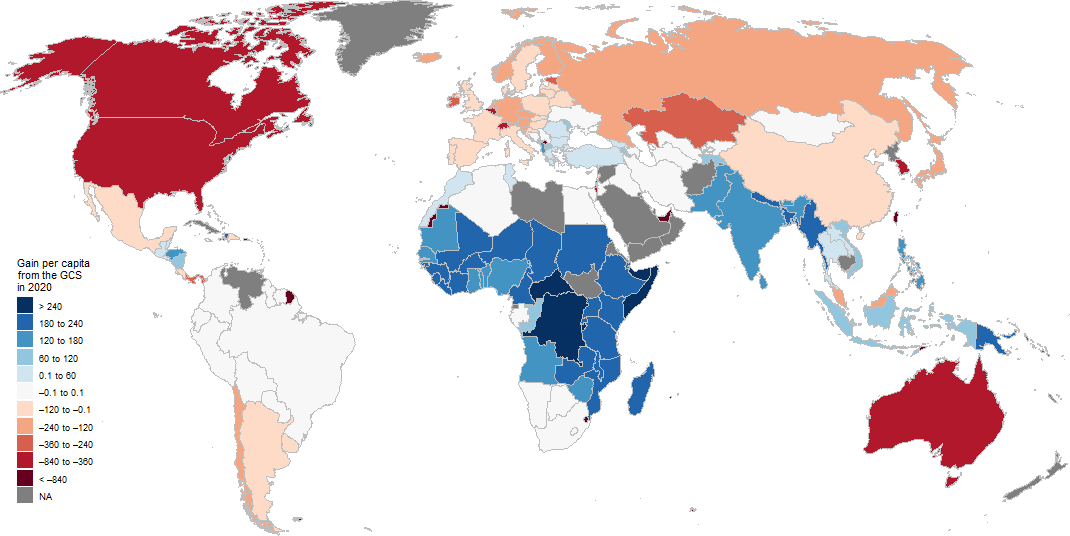 Gain per capita
from the GCS
in 2020
> 240
180 to 240
120 to 180
60 to 120
0.1 to 60
–0.1 to 0.1
–120 to –0.1
–240 to –120
–360 to –240
–840 to –360
< –840
NA